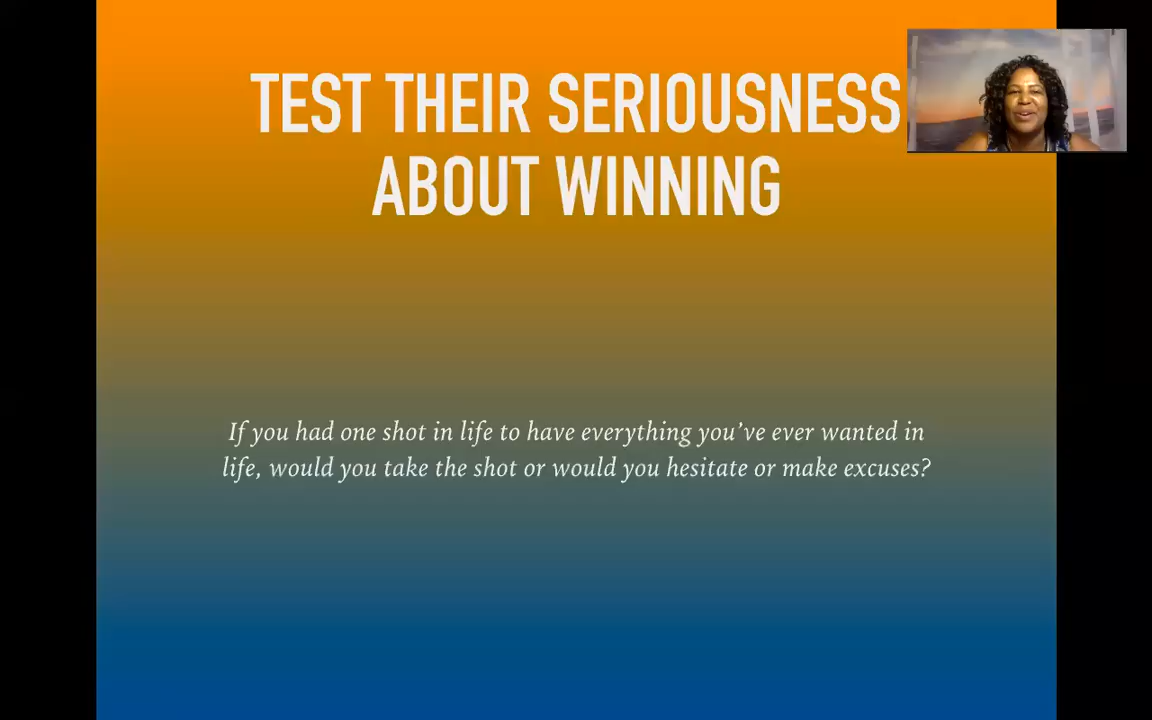 TEST THEIR SERIOUSNESS
ABOUT WINNING
If you had one shot in life to have everything you’ve ever wanted in
life, would you take the shot or would you hesitate or make excuses?